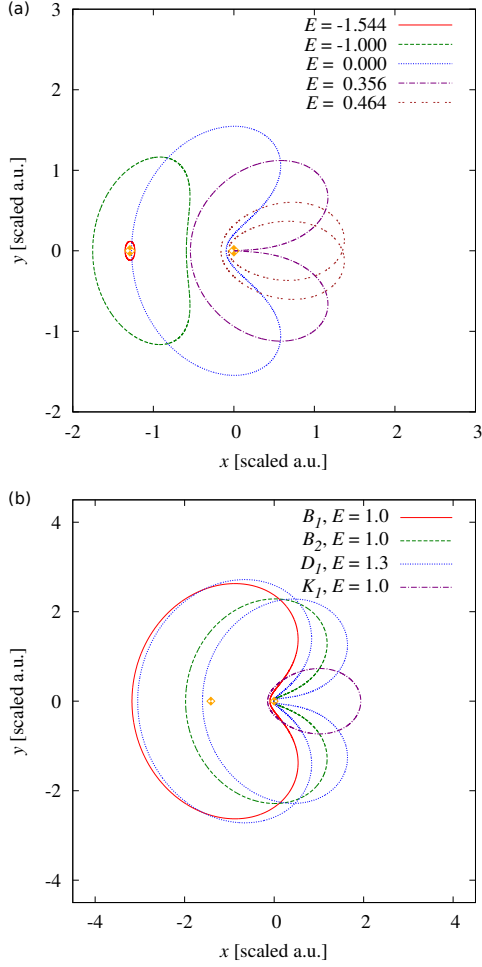 (a)
3
2
1
0
-1
-2
y [scaled a.u.]
E = -1.544
E = -1.000
E = 0.000
E = 0.356
E = 0.464
-2 -1 0 1 2 3
x [scaled a.u.]
(b)
4
2
0
-2
-4
y [scaled a.u.]
B1, E = 1.0
B2, E = 1.0
D1, E = 1.3
K1, E = 1.0
-4 -2 0 2 4
x [scaled a.u.]